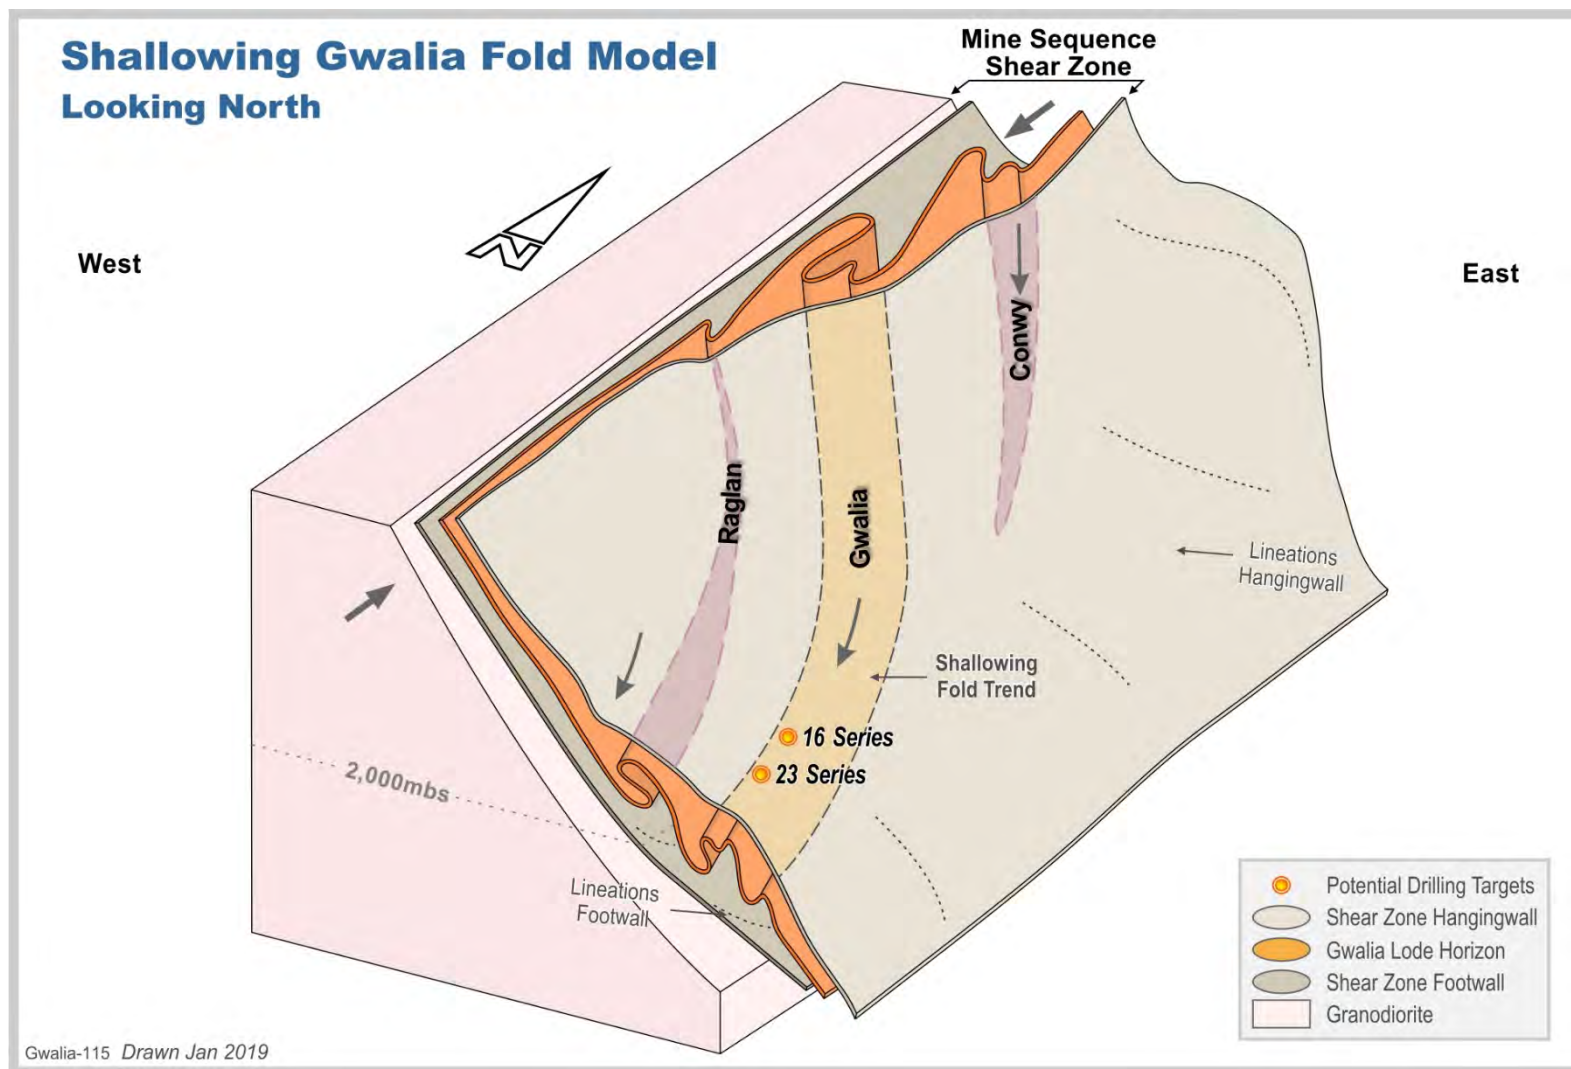 Shallowing Gwalia Fold Model
Looking North
Mine Sequence
Shear Zone
West
East
N
Conwy
Raglan
Gwalia
Lineations
Hangingwall
Shallowing
Fold Trend
16 Series
23 Series
2,000mbs
Lineations
Footwall
Potential Drilling Targets
Shear Zone Hangingwall
Gwalia Lode Horizon
Shear Zone Footwall
Granodiorite
Gwalia-115 Drawn Jan 2019